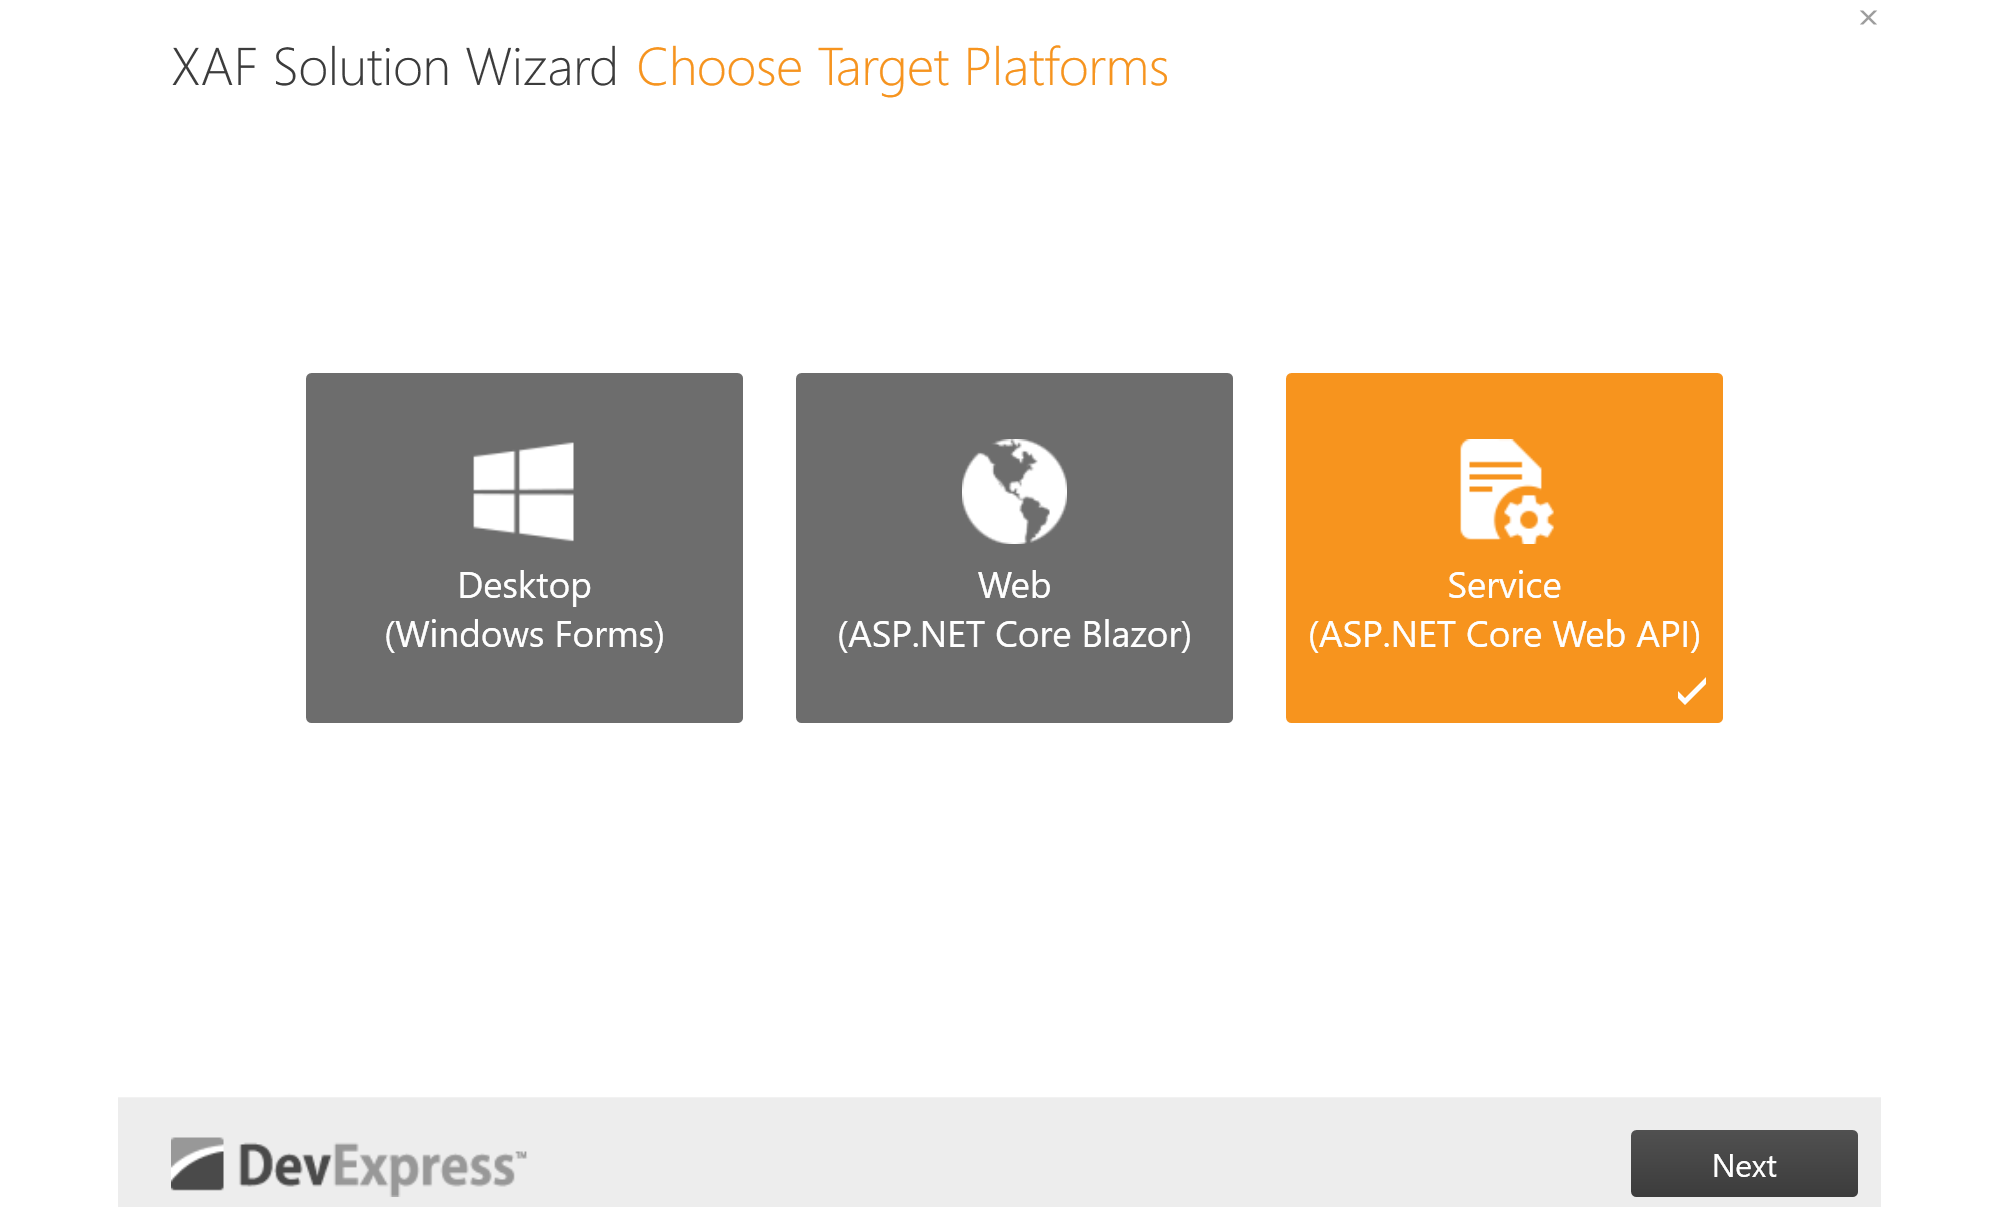 XAF Solution Wizard Choose Target Platforms
Desktop
(Windows Forms)
Web
(ASP.NET Core Blazor)
Service
(ASP.NET Core Web API)
DevExpress™
Next